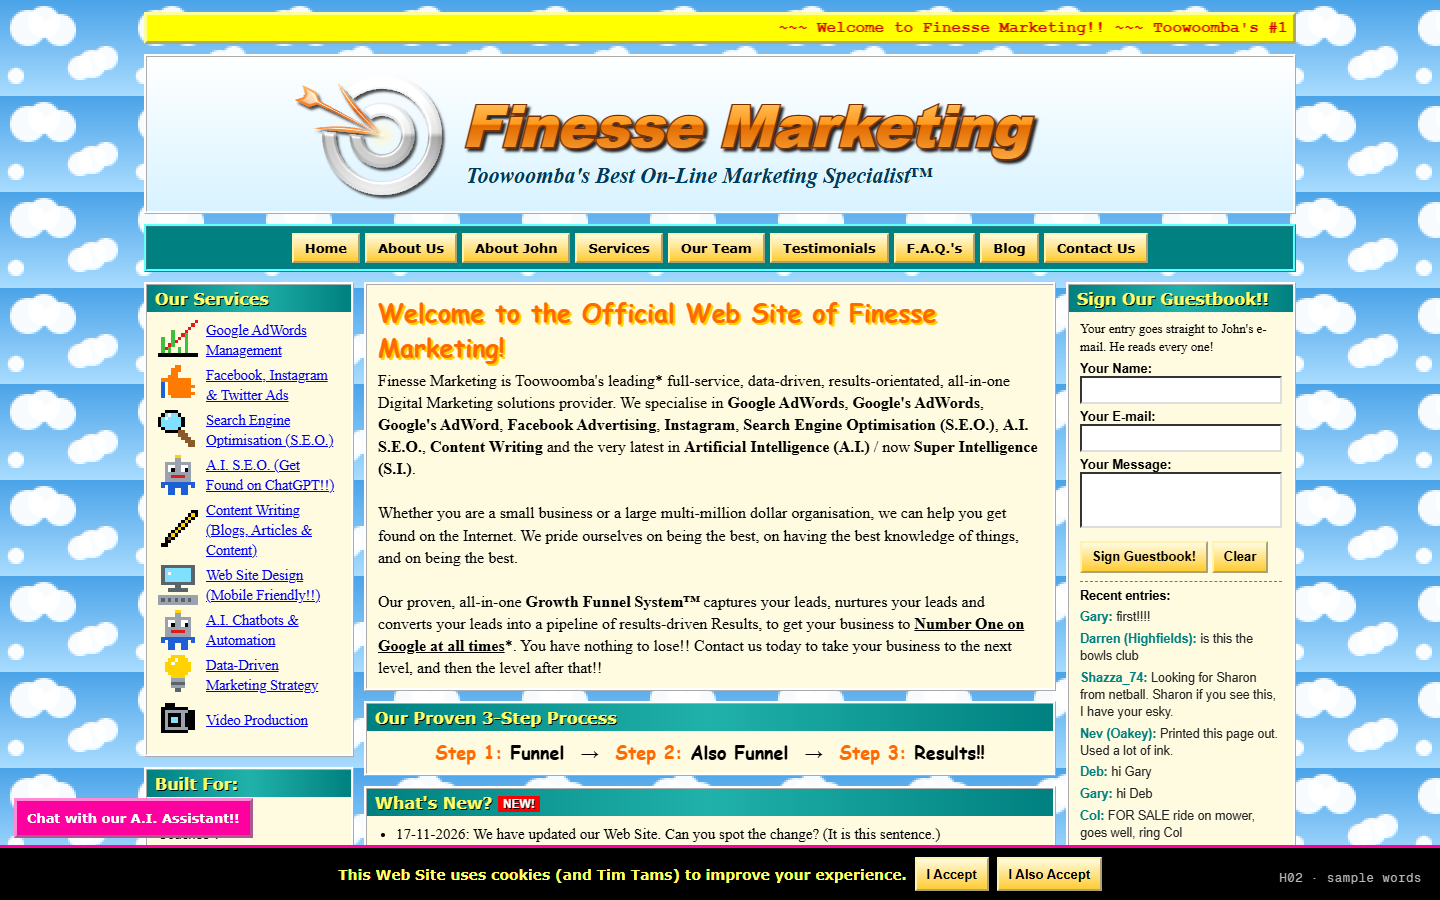 ~~~ Welcome to Finesse Marketing!! ~~~ Toowoomba's #1
Finesse Marketing
Toowoomba's Best On-Line Marketing Specialist™
Home About Us About John Services Our Team Testimonials F.A.Q.'s Blog Contact Us
Our Services
Google AdWords
Management
Facebook, Instagram
& Twitter Ads
Search Engine
Optimisation (S.E.O.)
A.I. S.E.O. (Get
Found on ChatGPT!!)
Content Writing
(Blogs, Articles &
Content)
Web Site Design
(Mobile Friendly!!)
A.I. Chatbots &
Automation
Data-Driven
Marketing Strategy
Video Production
Built For:
Chat with our A.I. Assistant!!
Welcome to the Official Web Site of Finesse
Marketing!
Finesse Marketing is Toowoomba's leading* full-service, data-driven, results-orientated, all-in-one
Digital Marketing solutions provider. We specialise in Google AdWords, Google's AdWords,
Google's AdWord, Facebook Advertising, Instagram, Search Engine Optimisation (S.E.O.), A.I.
S.E.O., Content Writing and the very latest in Artificial Intelligence (A.I.) / now Super Intelligence
(S.I.).
Whether you are a small business or a large multi-million dollar organisation, we can help you get
found on the Internet. We pride ourselves on being the best, on having the best knowledge of things,
and on being the best.
Our proven, all-in-one Growth Funnel System™ captures your leads, nurtures your leads and
converts your leads into a pipeline of results-driven Results, to get your business to Number One on
Google at all times*. You have nothing to lose!! Contact us today to take your business to the next
level, and then the level after that!!
Our Proven 3-Step Process
Step 1: Funnel → Step 2: Also Funnel → Step 3: Results!!
What's New? NEW!
• 17-11-2026: We have updated our Web Site. Can you spot the change? (It is this sentence.)
Sign Our Guestbook!!
Your entry goes straight to John's e-
mail. He reads every one!
Your Name:
Your E-mail:
Your Message:
Sign Guestbook! Clear
Recent entries:
Gary: first!!!!
Darren (Highfields): is this the
bowls club
Shazza_74: Looking for Sharon
from netball. Sharon if you see this,
I have your esky.
Nev (Oakey): Printed this page out.
Used a lot of ink.
Deb: hi Gary
Gary: hi Deb
Col: FOR SALE ride on mower,
goes well, ring Col
This Web Site uses cookies (and Tim Tams) to improve your experience. I Accept I Also Accept
H02 · sample words